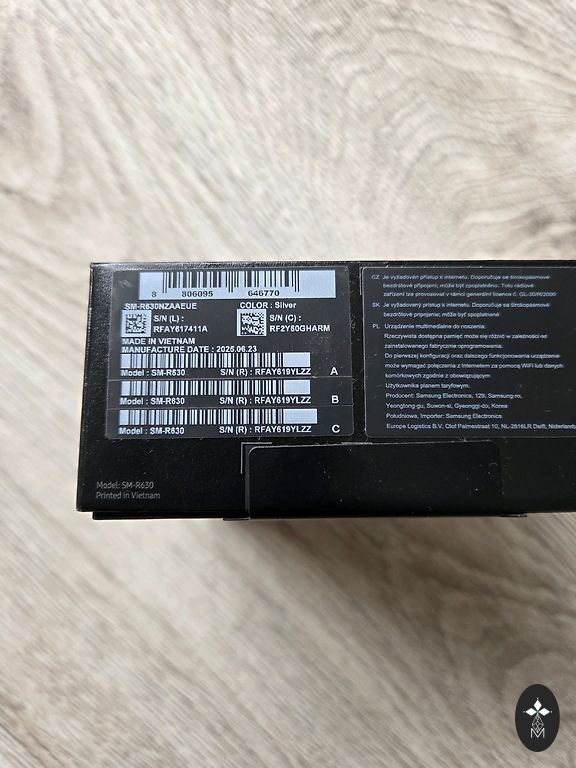 8 806095 646770
SM-R630NZAAEUE COLOR : Silver
S/N (L) :
RFAY617411A
S/N (C) :
RF2Y60GHARM
MADE IN VIETNAM
MANUFACTURE DATE : 2025.06.23
Model : SM-R630 S/N (R) : RFAY619YLZZ A
Model : SM-R630 S/N (R) : RFAY619YLZZ B
Model : SM-R630 S/N (R) : RFAY619YLZZ C
Model: SM-R630
Printed in Vietnam
CZ Je vyžadován přístup k internetu. Doporučuje se širokopásmové
bezdrátové připojení; může být zpoplatněno. Toto rádiové
zařízení lze provozovat v rámci generální licence č. GL-30/R/2000
SK Je vyžadovaný prístup k internetu. Doporučuje sa širokopásmové
bezdrôtové pripojenie; môže byť spoplatnené
PL Urządzenie multimedialne do noszenia.
Rzeczywista dostępna pamięć może się różnić w zależności od
zainstalowanego fabrycznie oprogramowania.
Do pierwszej konfiguracji oraz dalszego funkcjonowania urządzenie
może wymagać połączenia z Internetem za pomocą WiFi lub danych
komórkowych zgodnie z obowiązującym
Użytkownika planem taryfowym.
Producent: Samsung Electronics, 129, Samsung-ro,
Yeongtong-gu, Suwon-si, Gyeonggi-do, Korea
Południowa, Importer: Samsung Electronics
Europe Logistics B.V. Olof Palmestraat 10, NL-2616LR Delft, Niderlandy
M